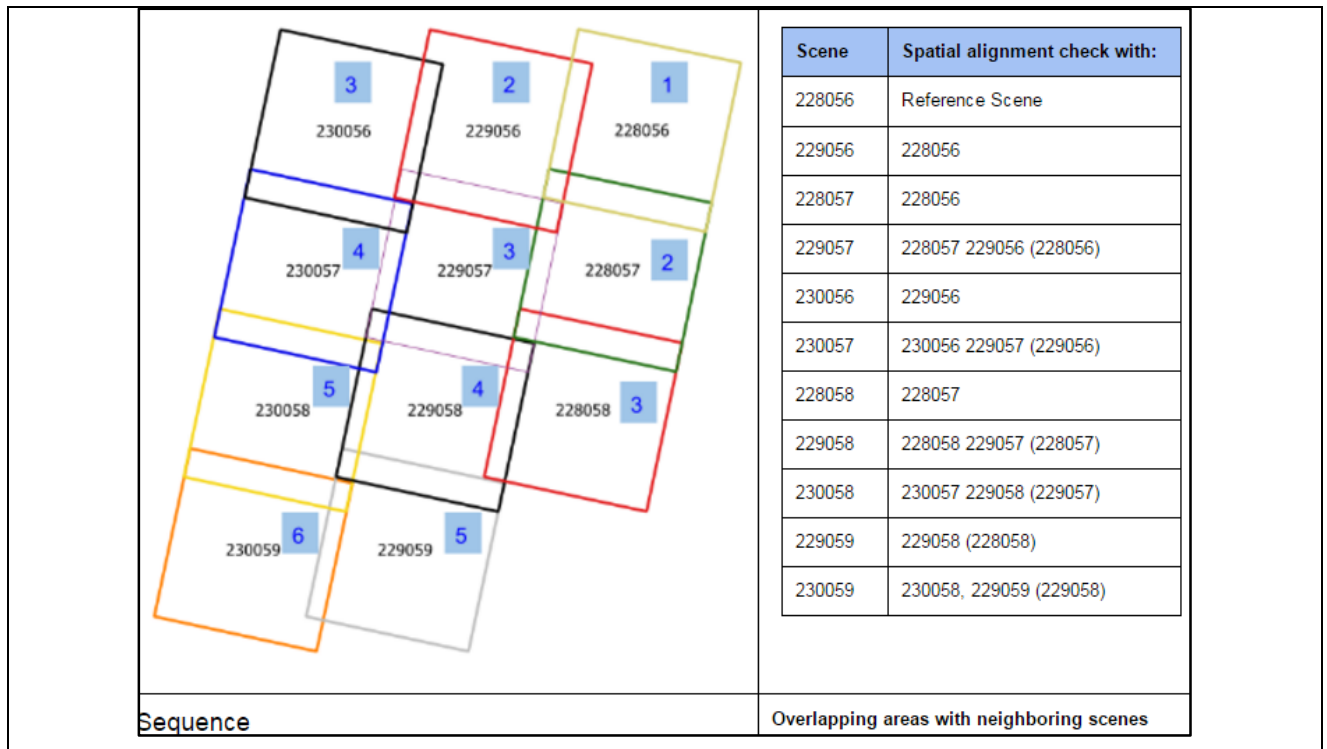 3
2
1
230056
229056
228056
4
3
2
230057
229057
228057
5
4
3
230058
229058
228058
6
5
230059
229059
Scene Spatial alignment check with:
228056 Reference Scene
229056 228056
228057 228056
229057 228057 229056 (228056)
230056 229056
230057 230056 229057 (229056)
228058 228057
229058 228058 229057 (228057)
230058 230057 229058 (229057)
229059 229058 (228058)
230059 230058, 229059 (229058)
Sequence
Overlapping areas with neighboring scenes